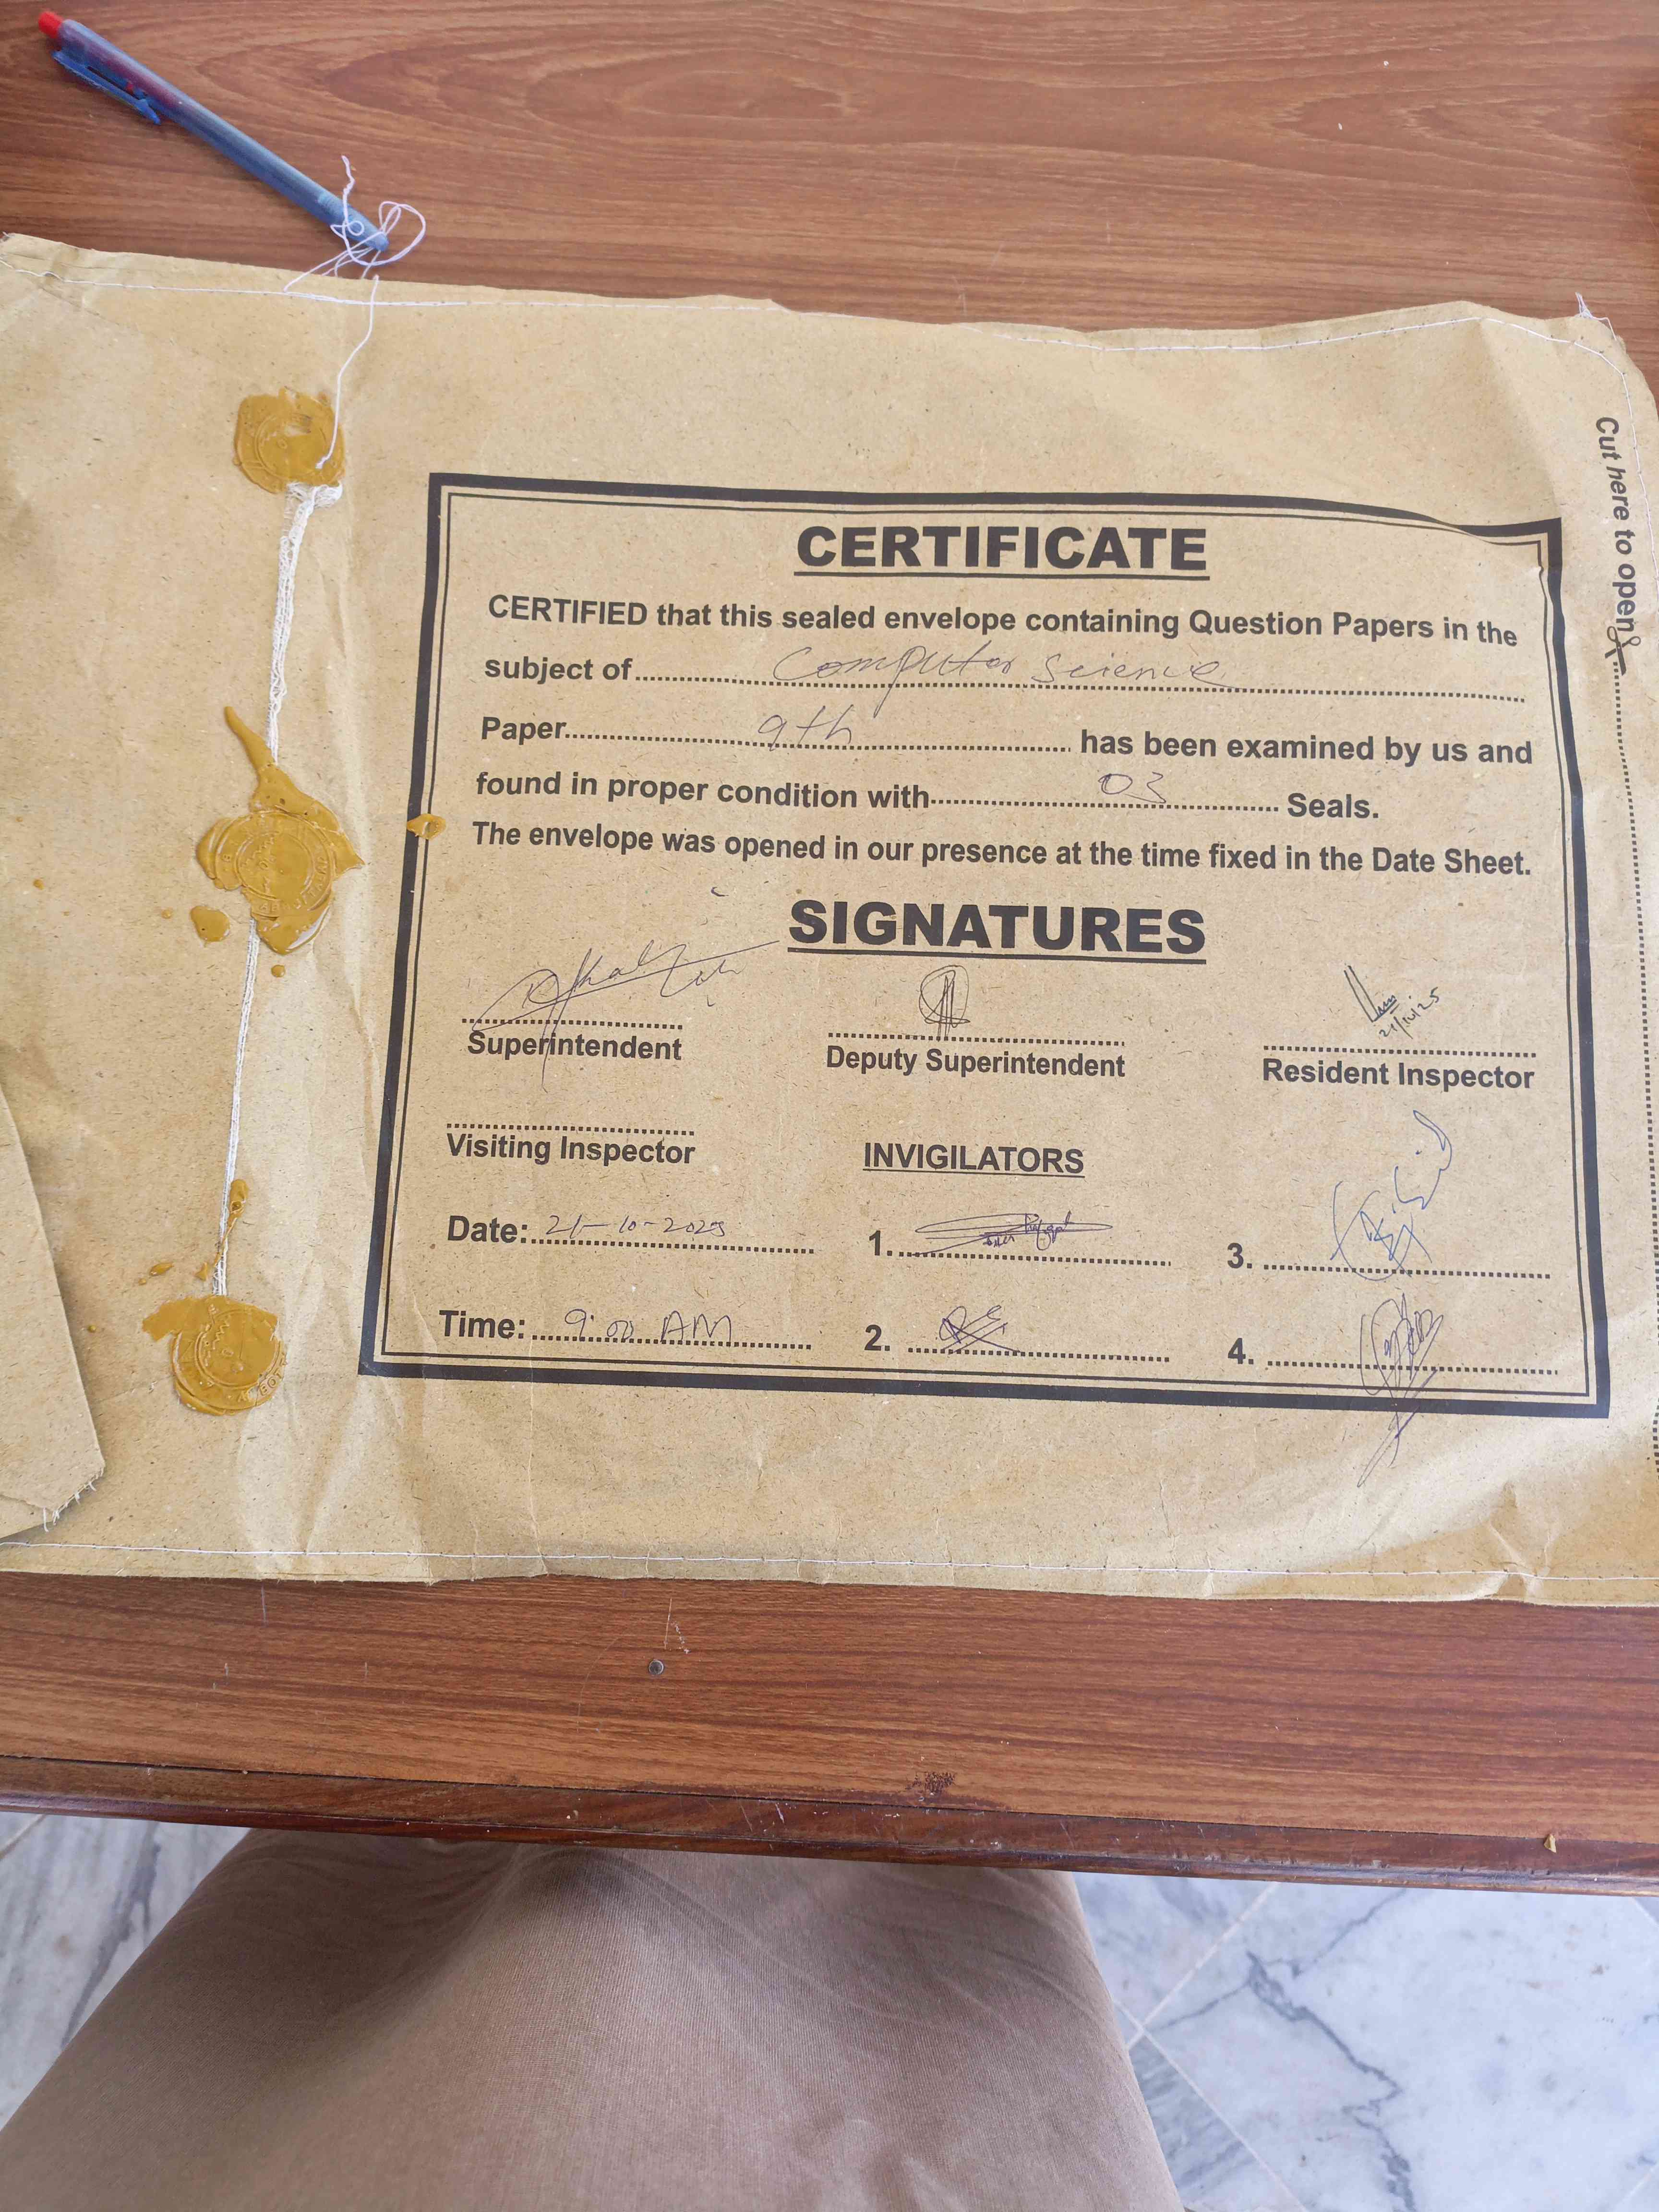 Cut here to open
CERTIFICATE
CERTIFIED that this sealed envelope containing Question Papers in the
subject of Computer Science
Paper 9th has been examined by us and
found in proper condition with 03 Seals.
The envelope was opened in our presence at the time fixed in the Date Sheet.
SIGNATURES
21/10/25
Superintendent Deputy Superintendent Resident Inspector
Visiting Inspector INVIGILATORS
Date: 21-10-2025 1. 3.
Time: 9:00 AM 2. 4.